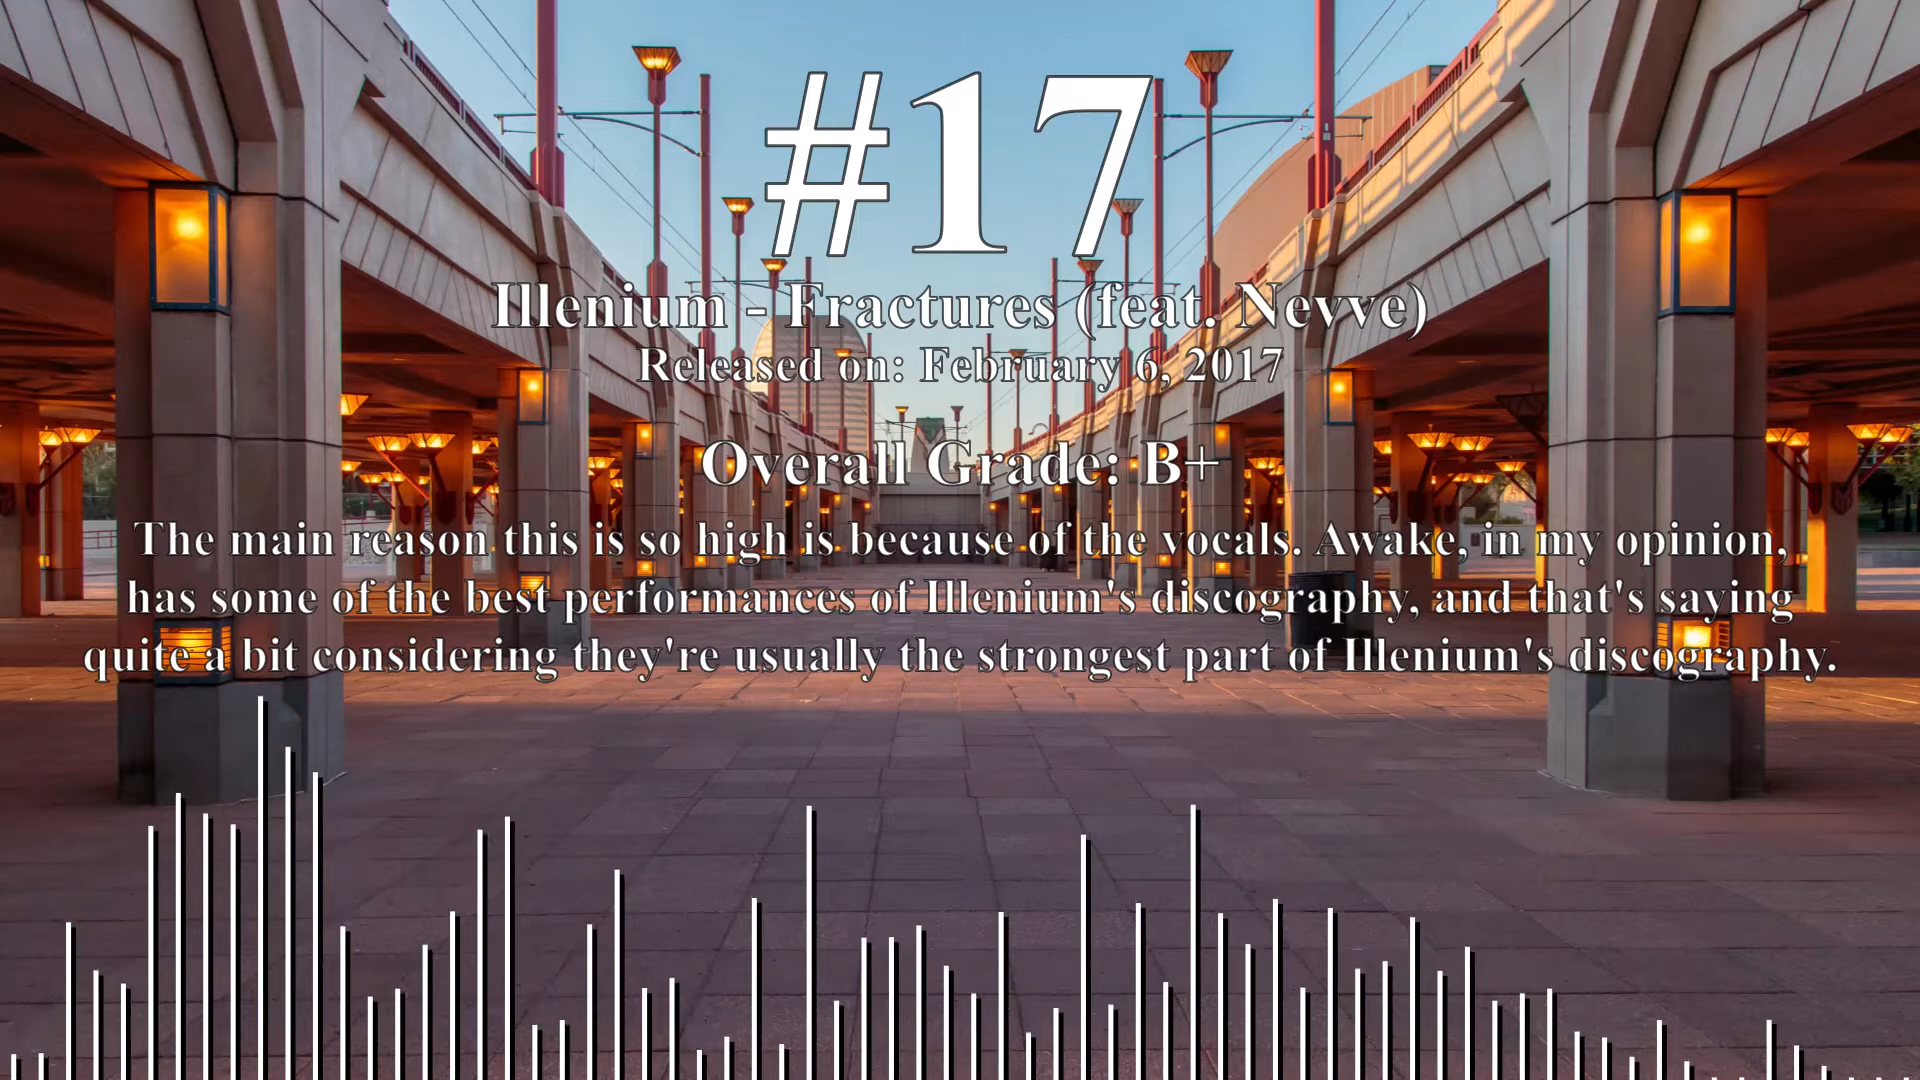 #17
Illenium - Fractures (feat. Nevve)
Released on: February 6, 2017
Overall Grade: B+
The main reason this is so high is because of the vocals. Awake, in my opinion,
has some of the best performances of Illenium's discography, and that's saying
quite a bit considering they're usually the strongest part of Illenium's discography.